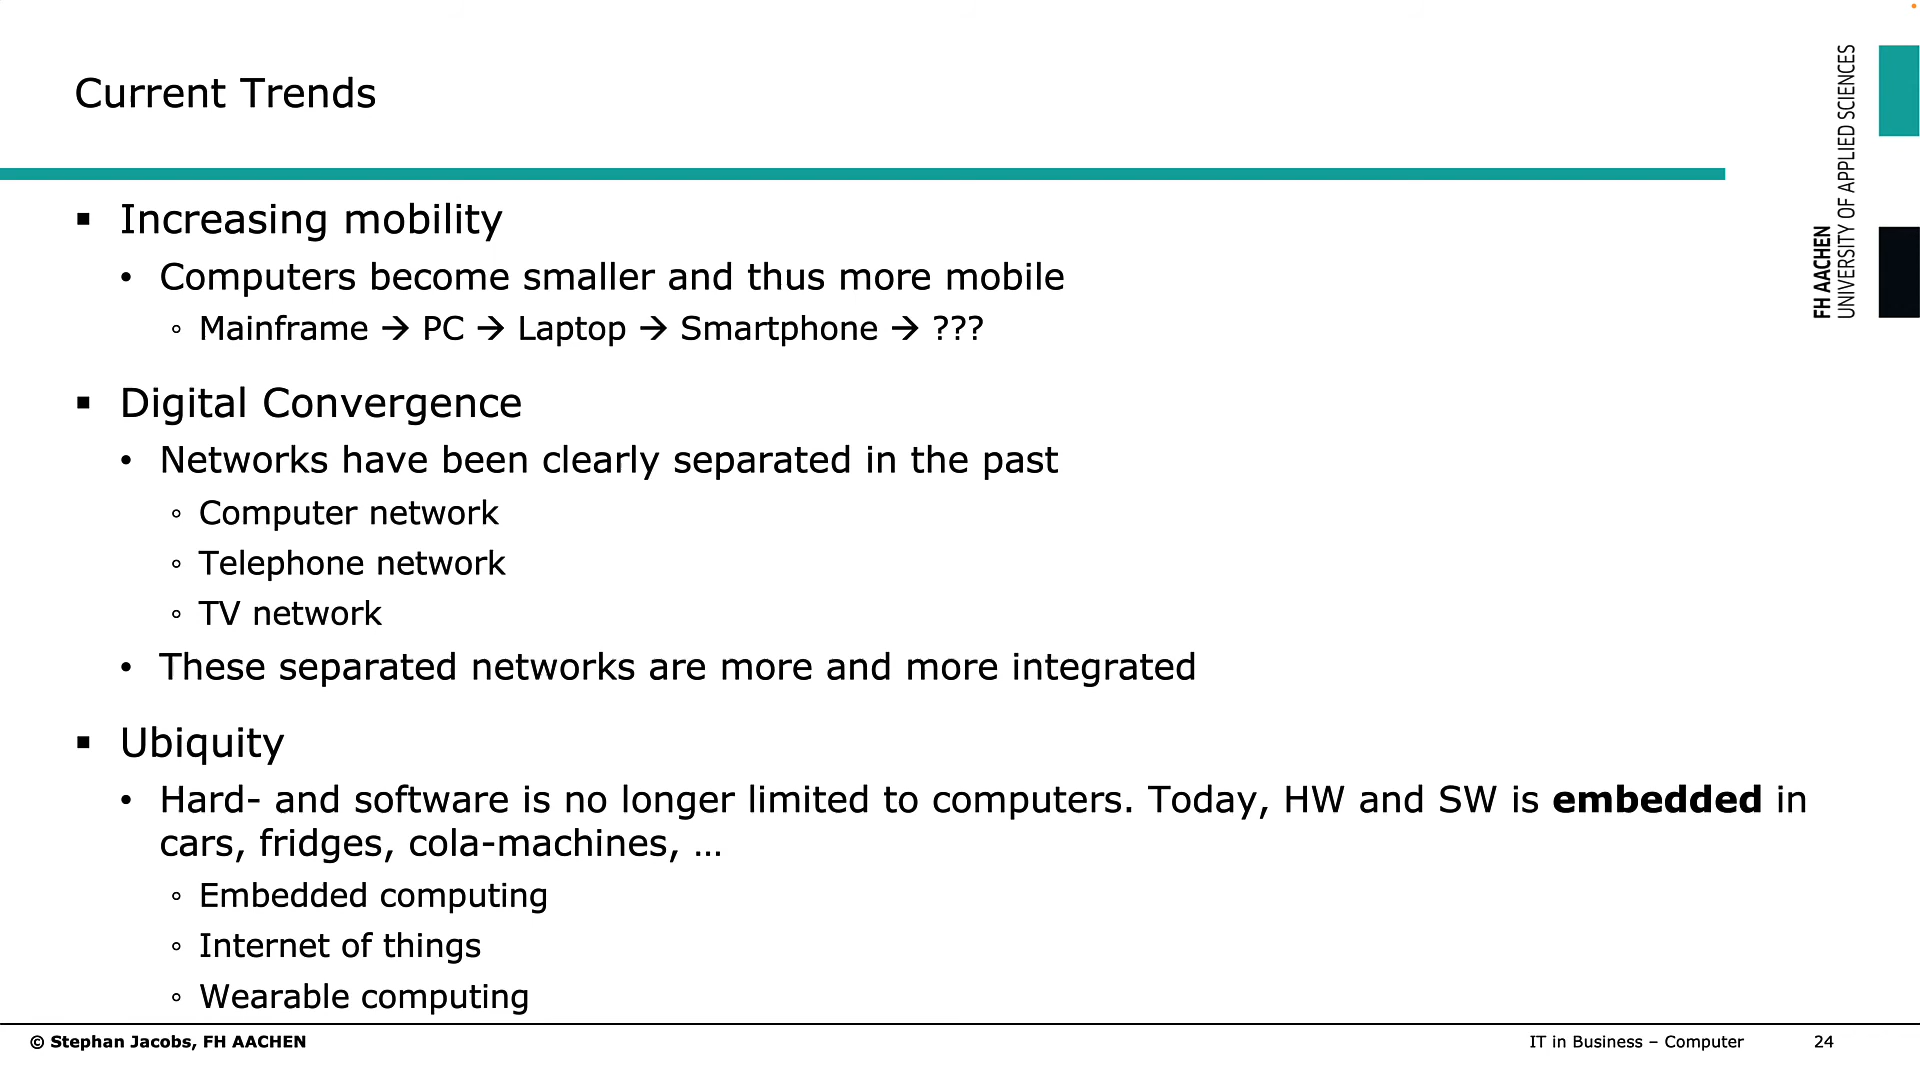 Current Trends
FH AACHEN
UNIVERSITY OF APPLIED SCIENCES
▪ Increasing mobility
• Computers become smaller and thus more mobile
◦ Mainframe → PC → Laptop → Smartphone → ???
▪ Digital Convergence
• Networks have been clearly separated in the past
◦ Computer network
◦ Telephone network
◦ TV network
• These separated networks are more and more integrated
▪ Ubiquity
• Hard- and software is no longer limited to computers. Today, HW and SW is embedded in
cars, fridges, cola-machines, …
◦ Embedded computing
◦ Internet of things
◦ Wearable computing
© Stephan Jacobs, FH AACHEN
IT in Business – Computer
24